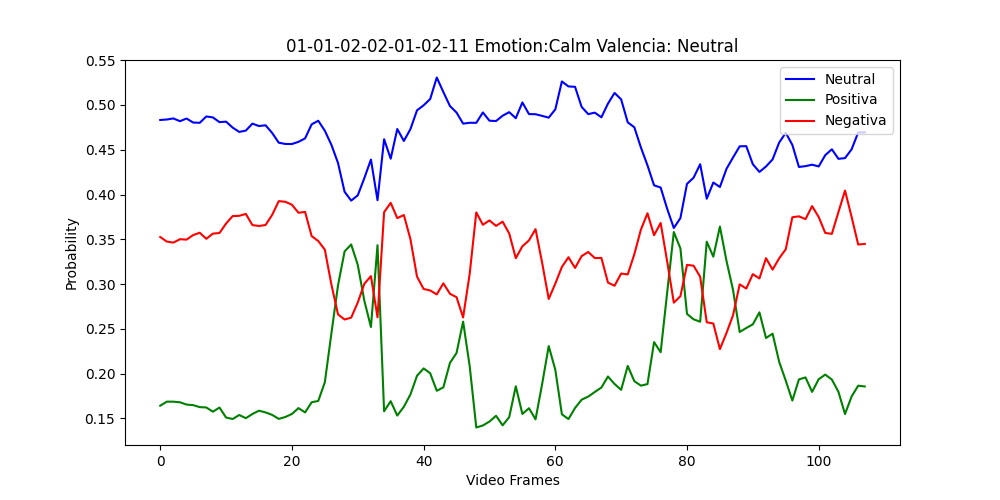 01-01-02-02-01-02-11 Emotion:Calm Valencia: Neutral
0.55
0.50
0.45
0.40
0.35
0.30
0.25
0.20
0.15
Probability
Neutral
Positiva
Negativa
0 20 40 60 80 100
Video Frames